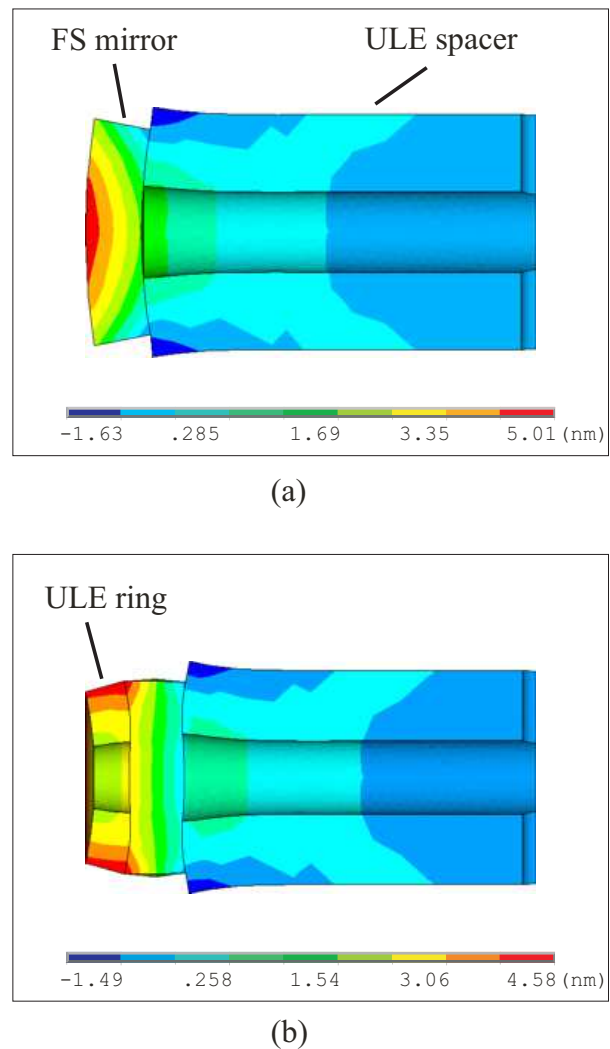 FS mirror ULE spacer
-1.63 .285 1.69 3.35 5.01 (nm)
(a)
ULE ring
-1.49 .258 1.54 3.06 4.58 (nm)
(b)